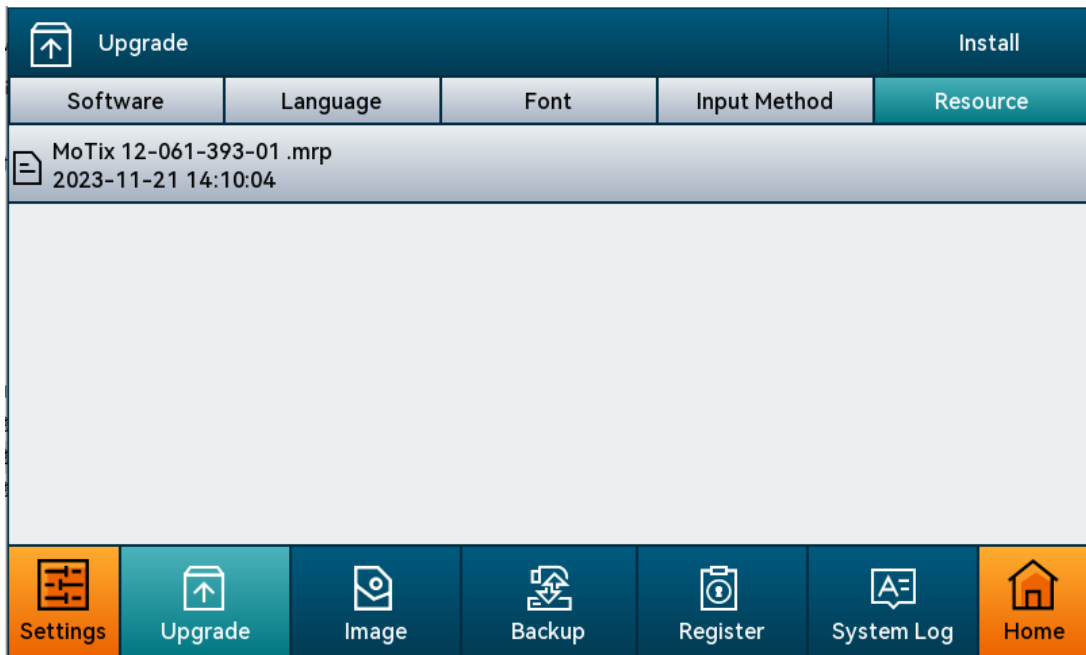 Upgrade
Install
Software
Language
Font
Input Method
Resource
MoTix 12-061-393-01 .mrp
2023-11-21 14:10:04
Settings
Upgrade
Image
Backup
Register
System Log
Home